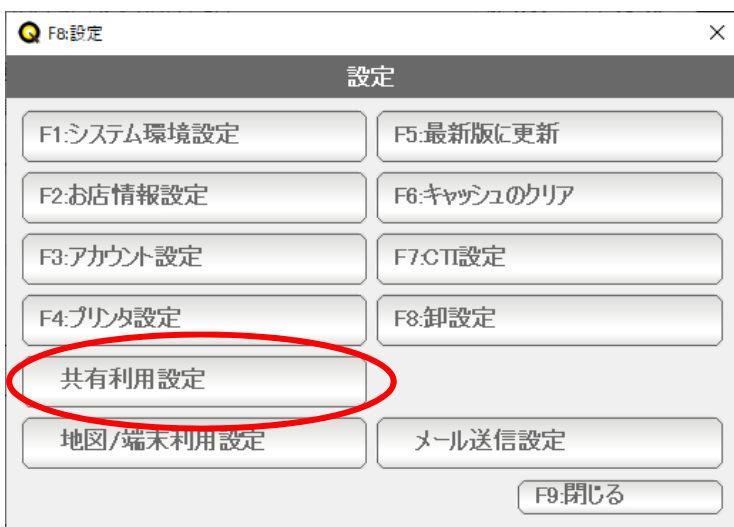 F8:設定
設定
F1:システム環境設定
F5:最新版に更新
F2:お店情報設定
F6:キャッシュのクリア
F3:アカウント設定
F7:CTI設定
F4:プリンタ設定
F8:卸設定
共有利用設定
地図/端末利用設定
メール送信設定
F9:閉じる